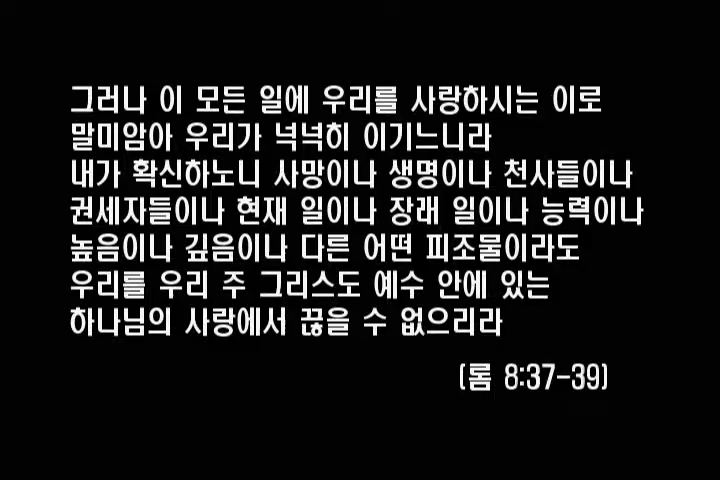 그러나 이 모든 일에 우리를 사랑하시는 이로
말미암아 우리가 넉넉히 이기느니라
내가 확신하노니 사망이나 생명이나 천사들이나
권세자들이나 현재 일이나 장래 일이나 능력이나
높음이나 깊음이나 다른 어떤 피조물이라도
우리를 우리 주 그리스도 예수 안에 있는
하나님의 사랑에서 끊을 수 없으리라
(롬 8:37-39)